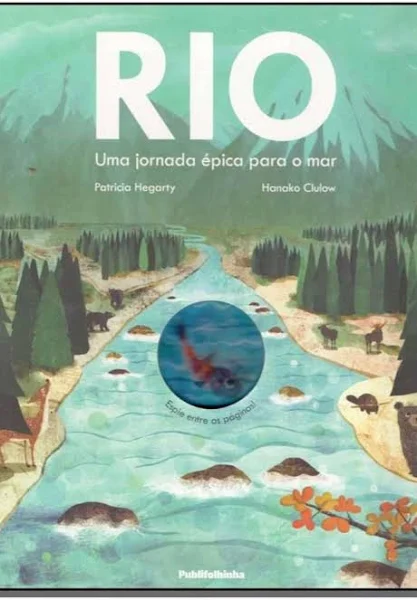 RIO
Uma jornada épica para o mar
Patricia Hegarty Hanako Clulow
Espie entre as páginas!
Publifolhinha